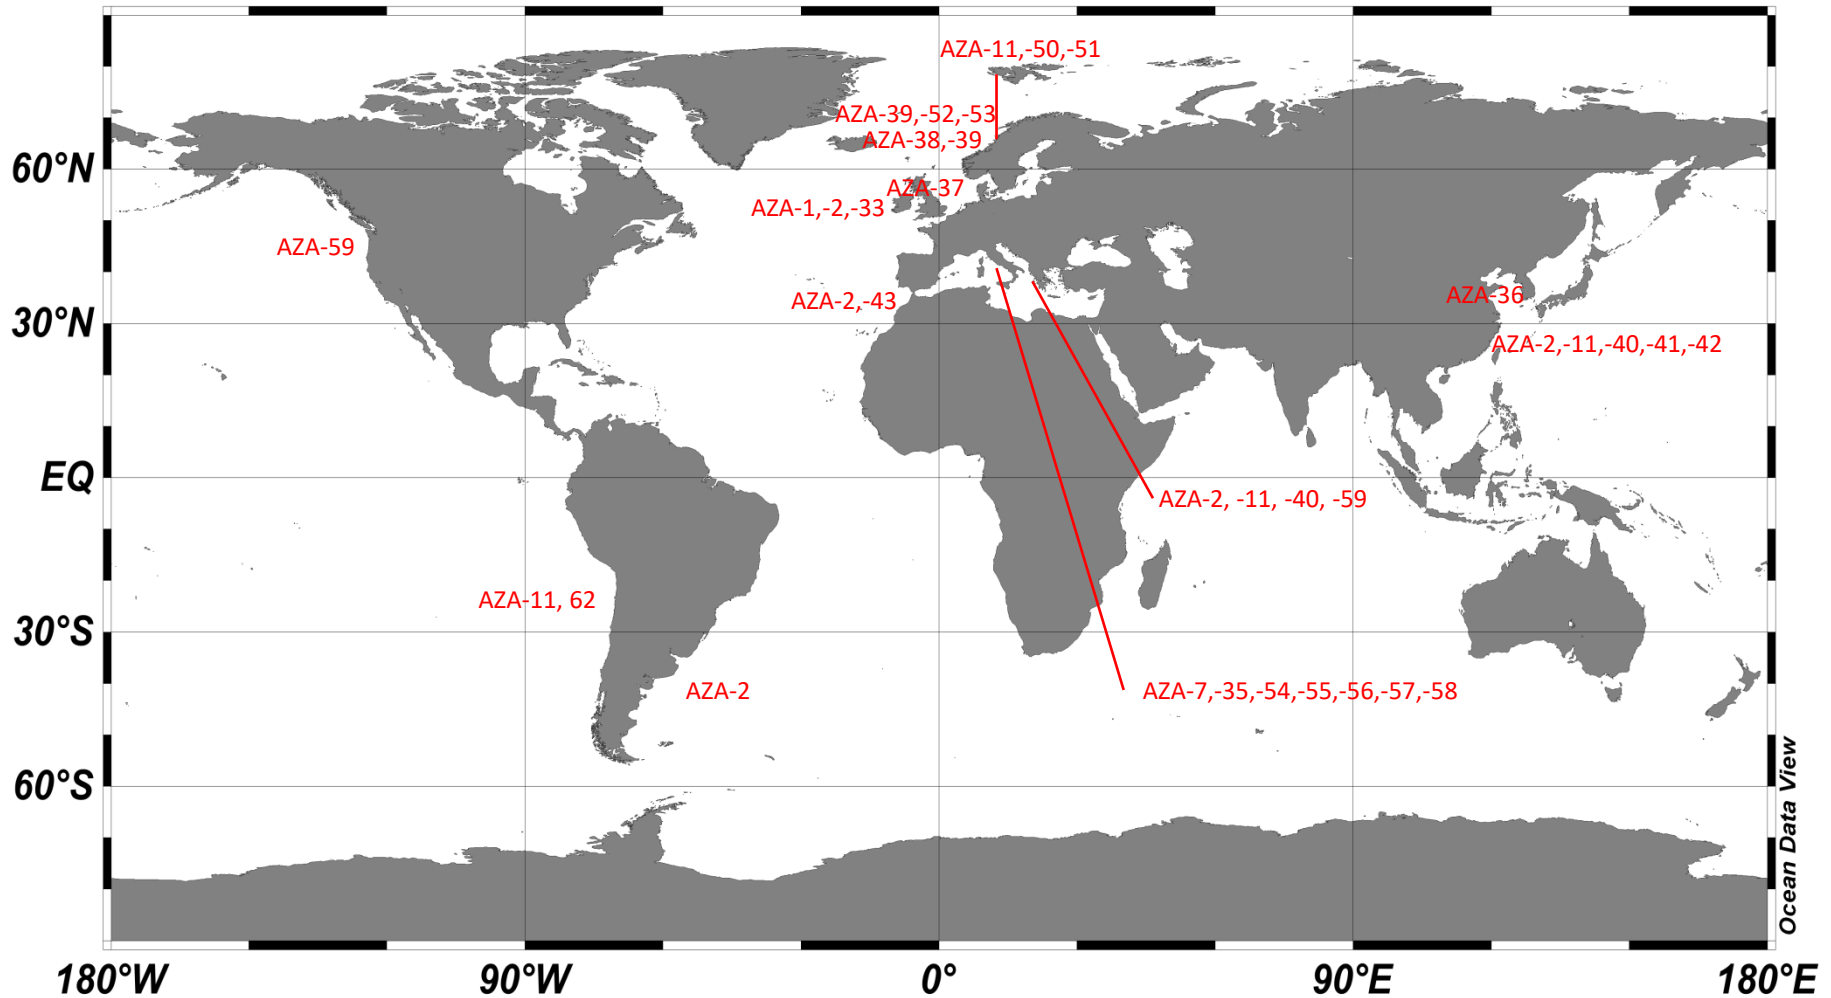 AZA-11,-50,-51
AZA-39,-52,-53
AZA-38,-39
60°N
AZA-37
AZA-1,-2,-33
AZA-59
AZA-2,-43
AZA-36
30°N
AZA-2,-11,-40,-41,-42
EQ
AZA-2, -11, -40, -59
AZA-11, 62
30°S
AZA-2
AZA-7,-35,-54,-55,-56,-57,-58
60°S
Ocean Data View
180°W
90°W
0°
90°E
180°E